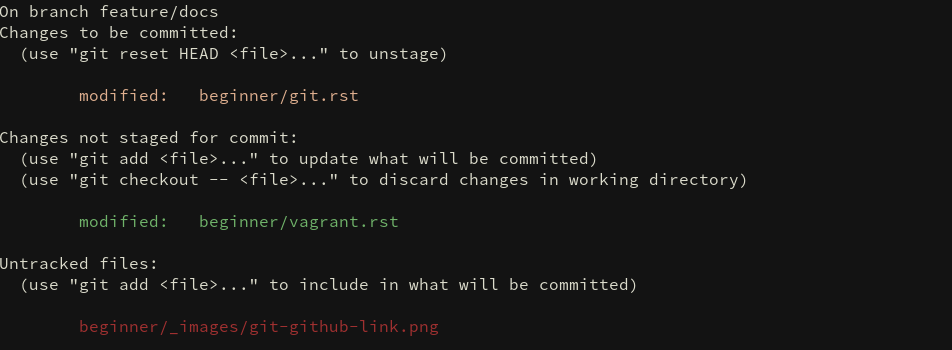 On branch feature/docs
Changes to be committed:
  (use "git reset HEAD <file>..." to unstage)
        modified:   beginner/git.rst
Changes not staged for commit:
  (use "git add <file>..." to update what will be committed)
  (use "git checkout -- <file>..." to discard changes in working directory)
        modified:   beginner/vagrant.rst
Untracked files:
  (use "git add <file>..." to include in what will be committed)
        beginner/_images/git-github-link.png